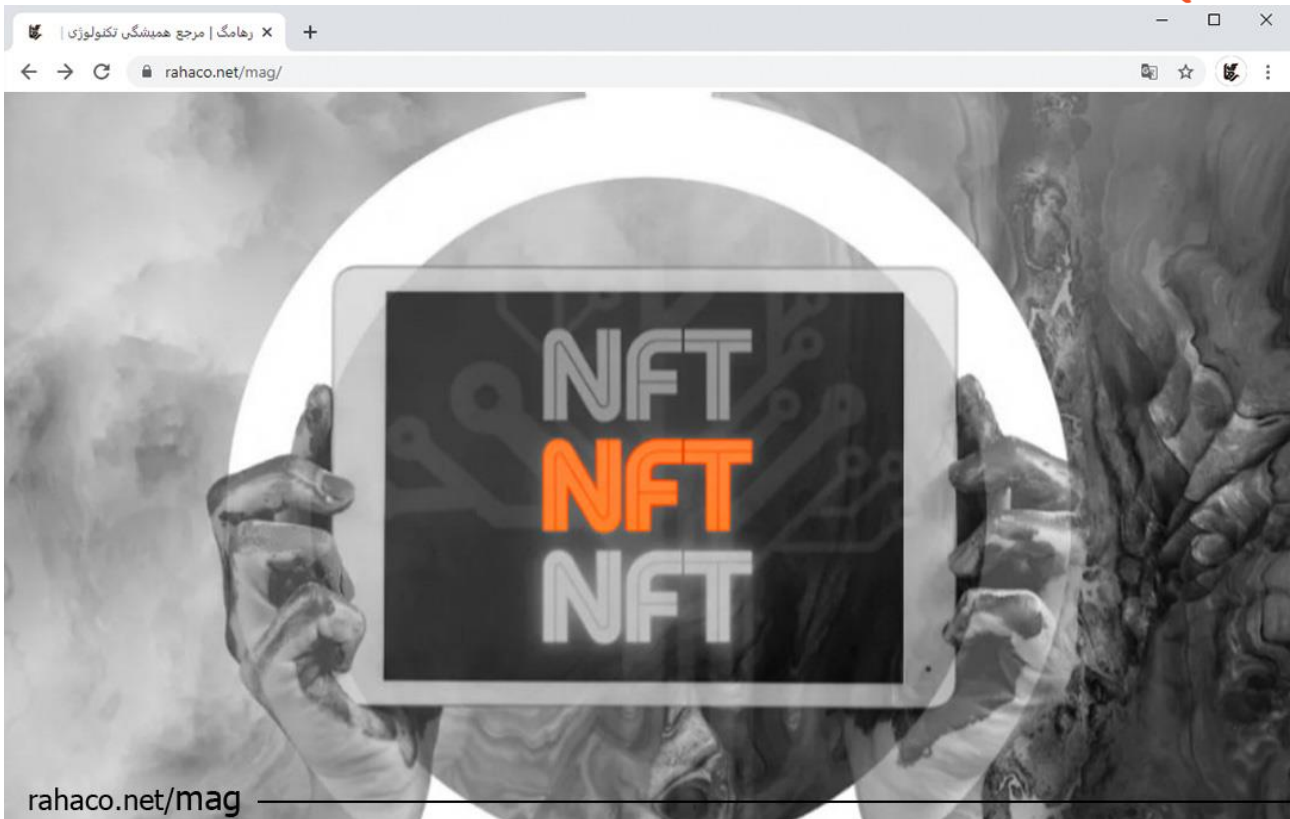 رهامگ | مرجع همیشگی تکنولوژی |
rahaco.net/mag/
NFT
NFT
NFT
rahaco.net/mag